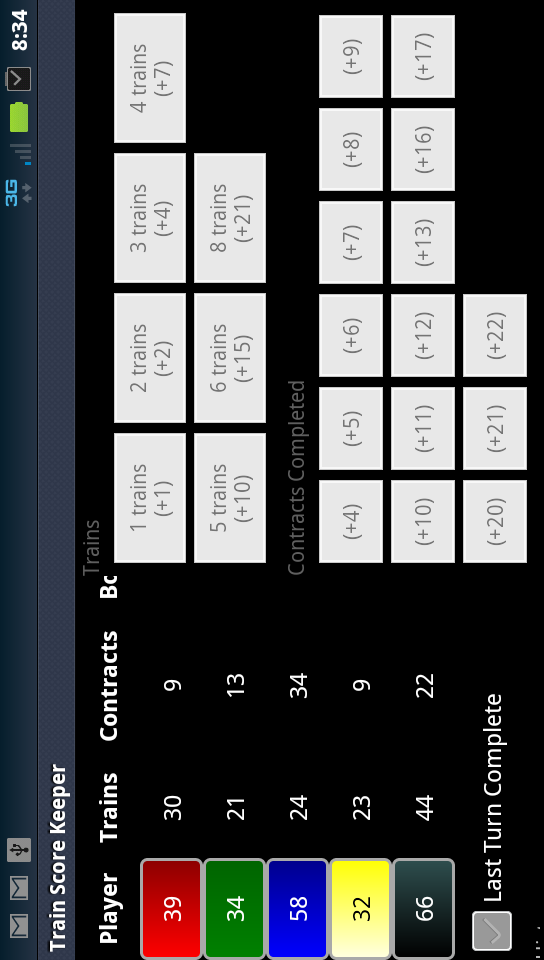 3G 8:34
Train Score Keeper
Player Trains Contracts Bc
39 30 9
34 21 13
58 24 34
32 23 9
66 44 22
Last Turn Complete
Trains
1 trains
(+1)
2 trains
(+2)
3 trains
(+4)
4 trains
(+7)
5 trains
(+10)
6 trains
(+15)
8 trains
(+21)
Contracts Completed
(+4) (+5) (+6) (+7) (+8) (+9)
(+10) (+11) (+12) (+13) (+16) (+17)
(+20) (+21) (+22)